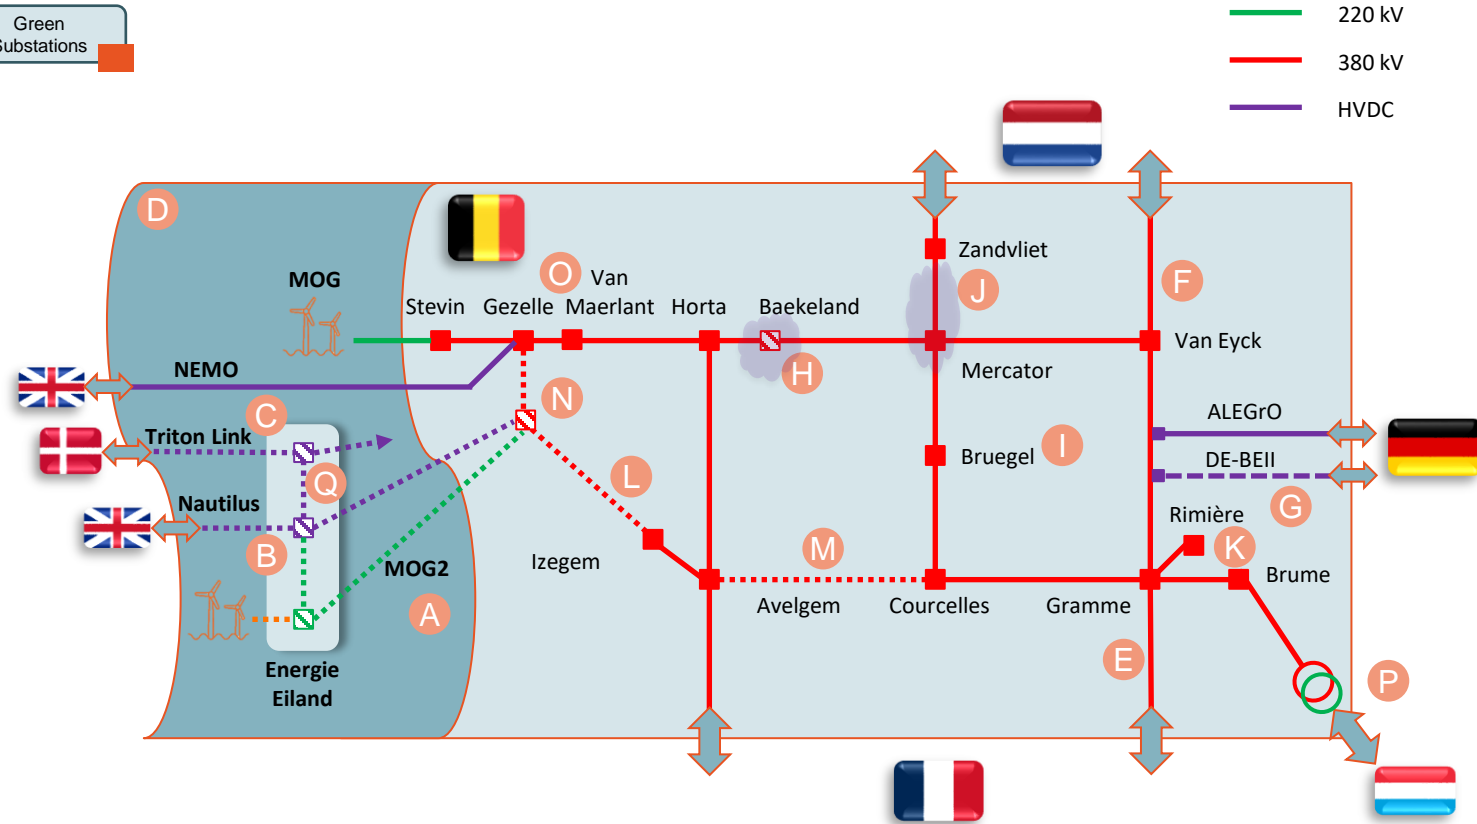 Green
Substations
220 kV
380 kV
HVDC
D
MOG
O
Van
Stevin
Gezelle
Maerlant
Horta
Baekeland
Zandvliet
J
F
Van Eyck
NEMO
H
Mercator
C
Triton Link
N
ALEGrO
Bruegel
I
DE-BEII
Q
L
G
Nautilus
Rimière
B
Izegem
M
K
MOG2
Brume
A
Avelgem
Courcelles
Gramme
Energie
Eiland
E
P